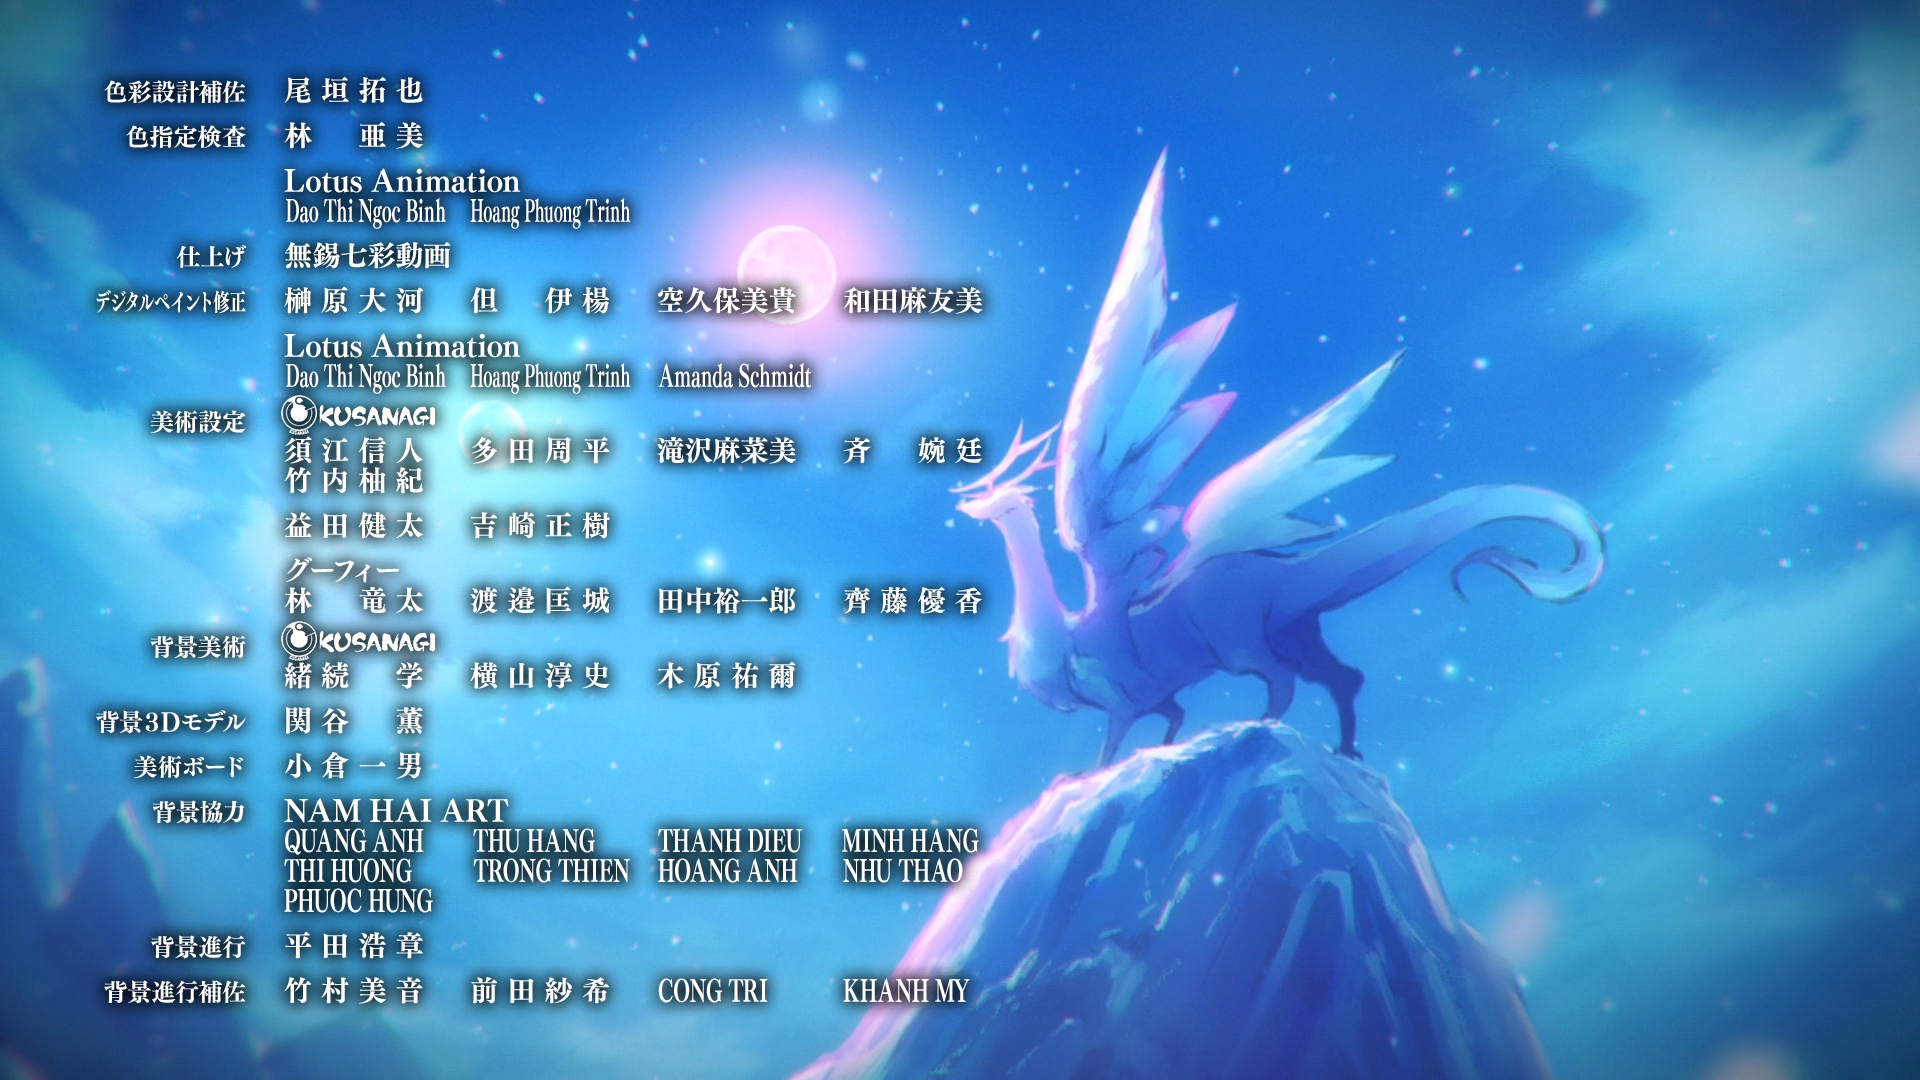 色彩設計補佐 尾垣拓也
色指定検査 林 亜美
Lotus Animation
Dao Thi Ngoc Binh Hoang Phuong Trinh
仕上げ 無錫七彩動画
デジタルペイント修正 榊原大河 但 伊楊 空久保美貴 和田麻友美
Lotus Animation
Dao Thi Ngoc Binh Hoang Phuong Trinh Amanda Schmidt
美術設定 KUSANAGI
須江信人 多田周平 滝沢麻菜美 斉 婉廷
竹内柚紀
益田健太 吉崎正樹
グーフィー
林 竜太 渡邉匡城 田中裕一郎 齊藤優香
背景美術 KUSANAGI
緒続 学 横山淳史 木原祐爾
背景3Dモデル 関谷 薫
美術ボード 小倉一男
背景協力 NAM HAI ART
QUANG ANH THU HANG THANH DIEU MINH HANG
THI HUONG TRONG THIEN HOANG ANH NHU THAO
PHUOC HUNG
背景進行 平田浩章
背景進行補佐 竹村美音 前田紗希 CONG TRI KHANH MY